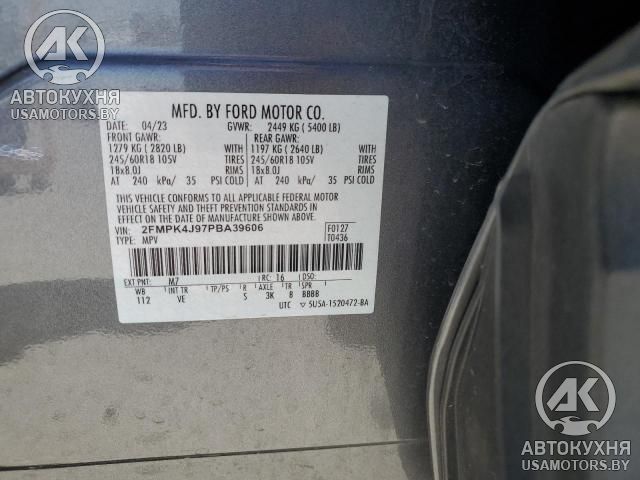 AK
АВТОКУХНЯ
USAMOTORS.BY
MFD. BY FORD MOTOR CO.
DATE: 04/23 GVWR: 2449 KG ( 5400 LB)
FRONT GAWR: REAR GAWR:
1279 KG ( 2820 LB) WITH 1197 KG ( 2640 LB) WITH
245/60R18 105V TIRES 245/60R18 105V TIRES
18x8.0J RIMS 18x8.0J RIMS
AT 240 kPa/ 35 PSI COLD AT 240 kPa/ 35 PSI COLD
THIS VEHICLE CONFORMS TO ALL APPLICABLE FEDERAL MOTOR
VEHICLE SAFETY AND BUMPER AND THEFT PREVENTION STANDARDS IN
EFFECT ON THE DATE OF MANUFACTURE SHOWN ABOVE.
VIN: 2FMPK4J97PBA39606 F0127
TYPE: MPV T0436
EXT PNT: M7 RC: 16 DSO:
WB INT TR TP/PS R AXLE TR SPR
112 VE S 3K 8 BBBB
UTC ▽ 5U5A-1520472-BA
AK
АВТОКУХНЯ
USAMOTORS.BY